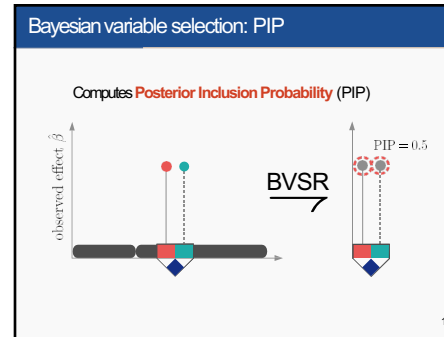 Bayesian variable selection: PIP
Computes Posterior Inclusion Probability (PIP)
observed effect β̂
BVSR
PIP = 0.5